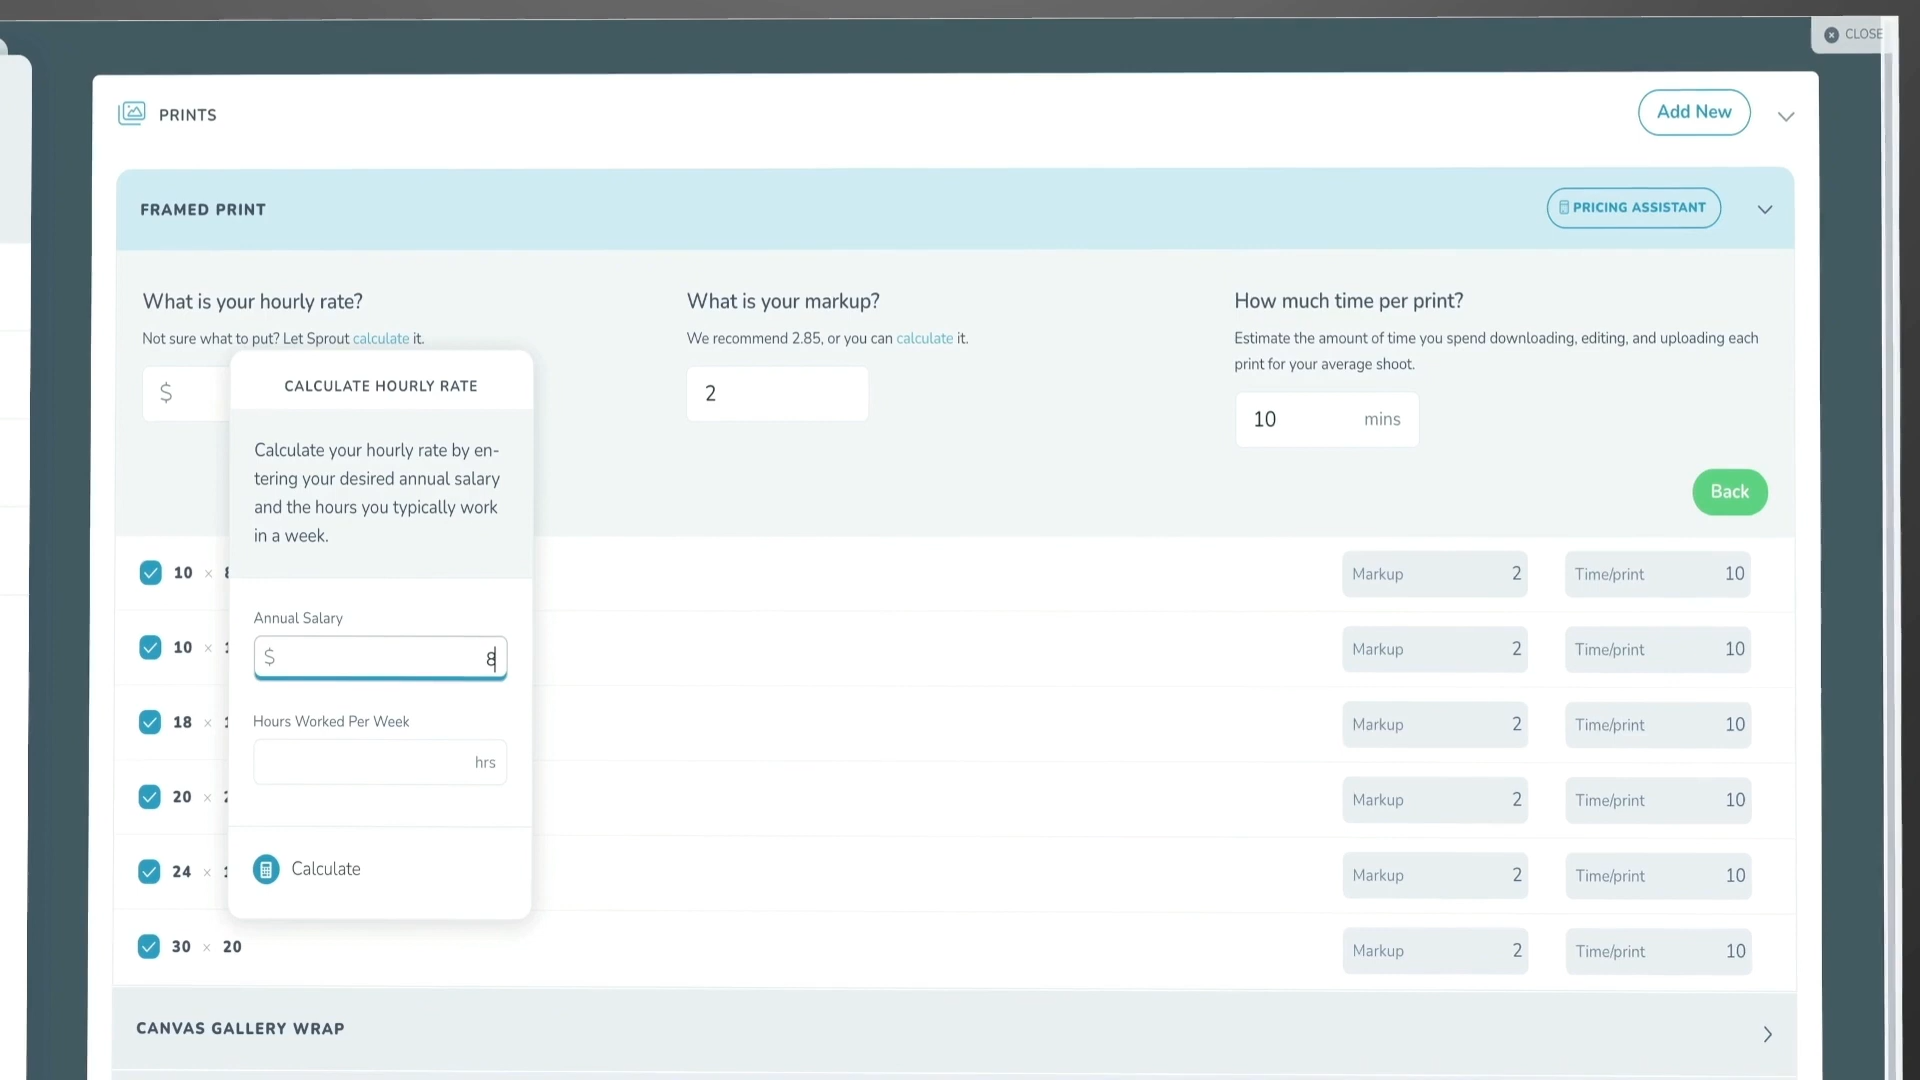 CLOSE
PRINTS
Add New
FRAMED PRINT
PRICING ASSISTANT
What is your hourly rate?
Not sure what to put? Let Sprout calculate it.
$
What is your markup?
We recommend 2.85, or you can calculate it.
2
How much time per print?
Estimate the amount of time you spend downloading, editing, and uploading each
print for your average shoot.
10 mins
Back
CALCULATE HOURLY RATE
Calculate your hourly rate by en-
tering your desired annual salary
and the hours you typically work
in a week.
Annual Salary
$ 8
Hours Worked Per Week
hrs
Calculate
10 × Markup 2 Time/print 10
10 × Markup 2 Time/print 10
18 × Markup 2 Time/print 10
20 × Markup 2 Time/print 10
24 × Markup 2 Time/print 10
30 × 20 Markup 2 Time/print 10
CANVAS GALLERY WRAP